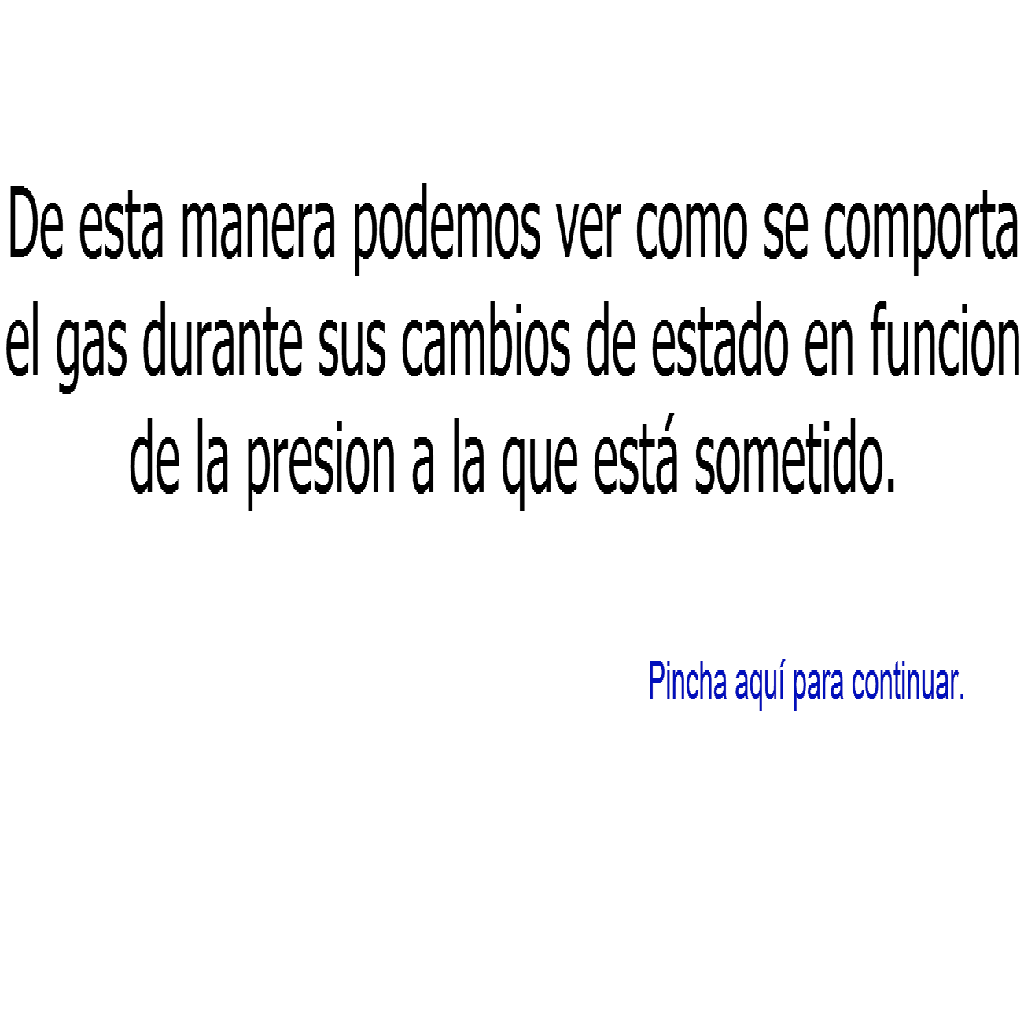 De esta manera podemos ver como se comporta
el gas durante sus cambios de estado en funcion
de la presion a la que está sometido.
Pincha aquí para continuar.